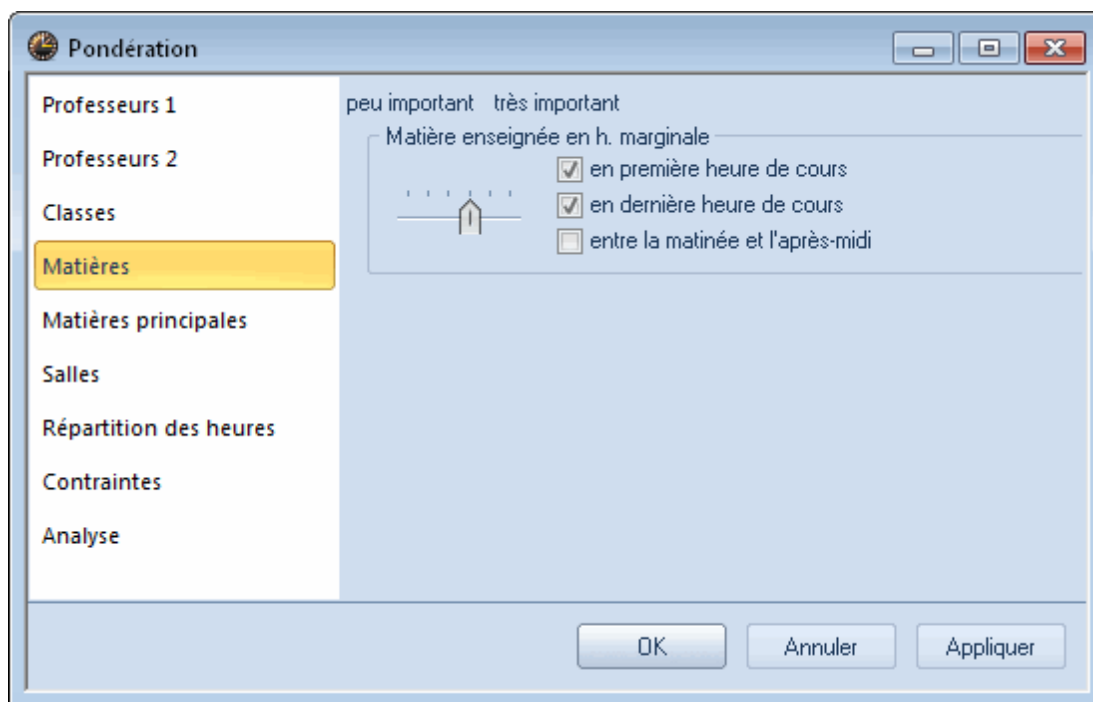 Pondération
Professeurs 1
Professeurs 2
Classes
Matières
Matières principales
Salles
Répartition des heures
Contraintes
Analyse
peu important très important
Matière enseignée en h. marginale
en première heure de cours
en dernière heure de cours
entre la matinée et l'après-midi
OK
Annuler
Appliquer